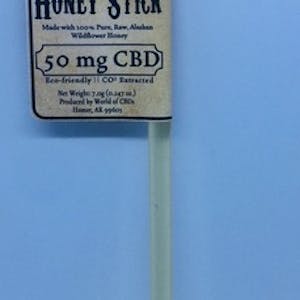 HONEY STICK
Made with 100% Pure, Raw, Alaskan
Wildflower Honey
50 mg CBD
Eco-friendly || CO² Extracted
Net Weight: 7.0g (0.247 oz.)
Produced by World of CBDs
Homer, AK 99603